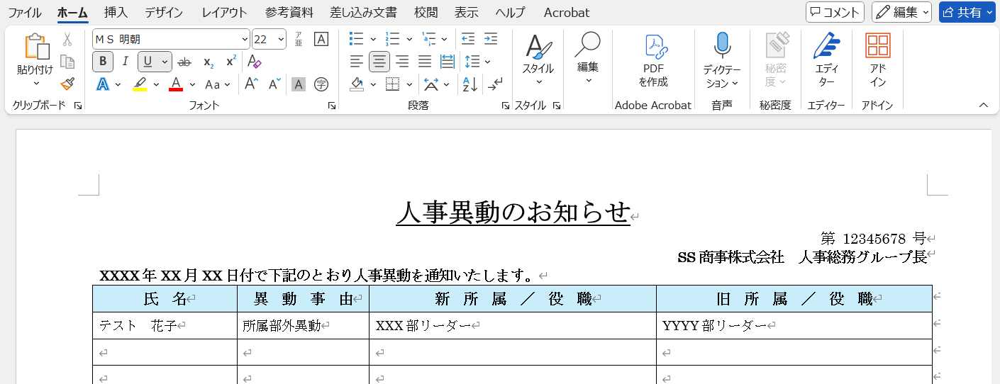 ファイル ホーム 挿入 デザイン レイアウト 参考資料 差し込み文書 校閲 表示 ヘルプ Acrobat コメント 編集 共有
貼り付け
クリップボード
ＭＳ 明朝 22 ア亜 A
B I U ab x₂ x² A
A A Aa A A A 字
フォント
段落
スタイル
スタイル
編集
PDF
を作成
Adobe Acrobat
ディクテー
ション
音声
秘密
度
秘密度
エディ
ター
エディター
アド
イン
アドイン
人事異動のお知らせ
第 12345678 号
SS 商事株式会社　人事総務グループ長
XXXX 年 XX 月 XX 日付で下記のとおり人事異動を通知いたします。
氏　名 異　動　事　由 新　所　属　／　役　職 旧　所　属　／　役　職
テスト　花子 所属部外異動 XXX 部リーダー YYYY 部リーダー